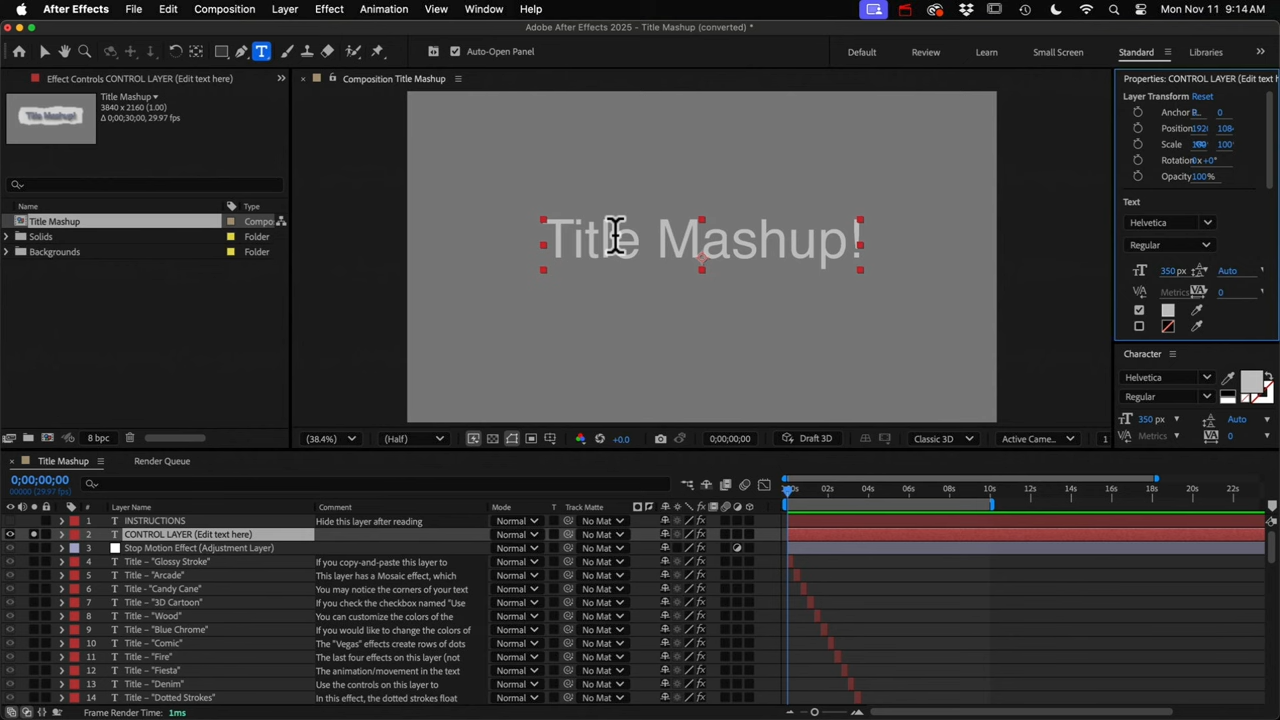 After Effects File Edit Composition Layer Effect Animation View Window Help Mon Nov 11 9:14 AM
Adobe After Effects 2025 - Title Mashup (converted) *
Auto-Open Panel Default Review Learn Small Screen Standard Libraries
Effect Controls CONTROL LAYER (Edit text here)
Composition Title Mashup
Properties: CONTROL LAYER (Edit text h
Title Mashup
3840 x 2160 (1.00)
Δ 0;00;30;00, 29.97 fps
Title Mashup!
Layer Transform Reset
Anchor 0
Position
Scale
Rotation 0x+0°
Opacity 100%
Text
Helvetica
Regular
350 px Auto
Metrics 0
Name Type
Title Mashup Compo
Solids Folder
Backgrounds Folder
Title Mashup!
Character
Helvetica
Regular
350 px Auto
Metrics 0
8 bpc
(38.4%) (Half) +0.0 0;00;00;00 Draft 3D Classic 3D Active Came... 1
Title Mashup Render Queue
0;00;00;00
00000 (29.97 fps)
02s 04s 06s 08s 10s 12s 14s 16s 18s 20s 22s
# Layer Name Comment Mode T Track Matte
1 INSTRUCTIONS Hide this layer after reading Normal No Mat
2 CONTROL LAYER (Edit text here) Normal No Mat
3 Stop Motion Effect (Adjustment Layer) Normal No Mat
4 Title - "Glossy Stroke" If you copy-and-paste this layer to Normal No Mat
5 Title - "Arcade" This layer has a Mosaic effect, which Normal No Mat
6 Title - "Candy Cane" You may notice the corners of your text Normal No Mat
7 Title - "3D Cartoon" If you check the checkbox named "Use Normal No Mat
8 Title - "Wood" You can customize the colors of the Normal No Mat
9 Title - "Blue Chrome" If you would like to change the colors of Normal No Mat
10 Title - "Comic" The "Vegas" effects create rows of dots Normal No Mat
11 Title - "Fire" The last four effects on this layer (not Normal No Mat
12 Title - "Fiesta" The animation/movement in the text Normal No Mat
13 Title - "Denim" Use the controls on this layer to Normal No Mat
14 Title - "Dotted Strokes" In this effect, the dotted strokes float Normal No Mat
Frame Render Time: 1ms